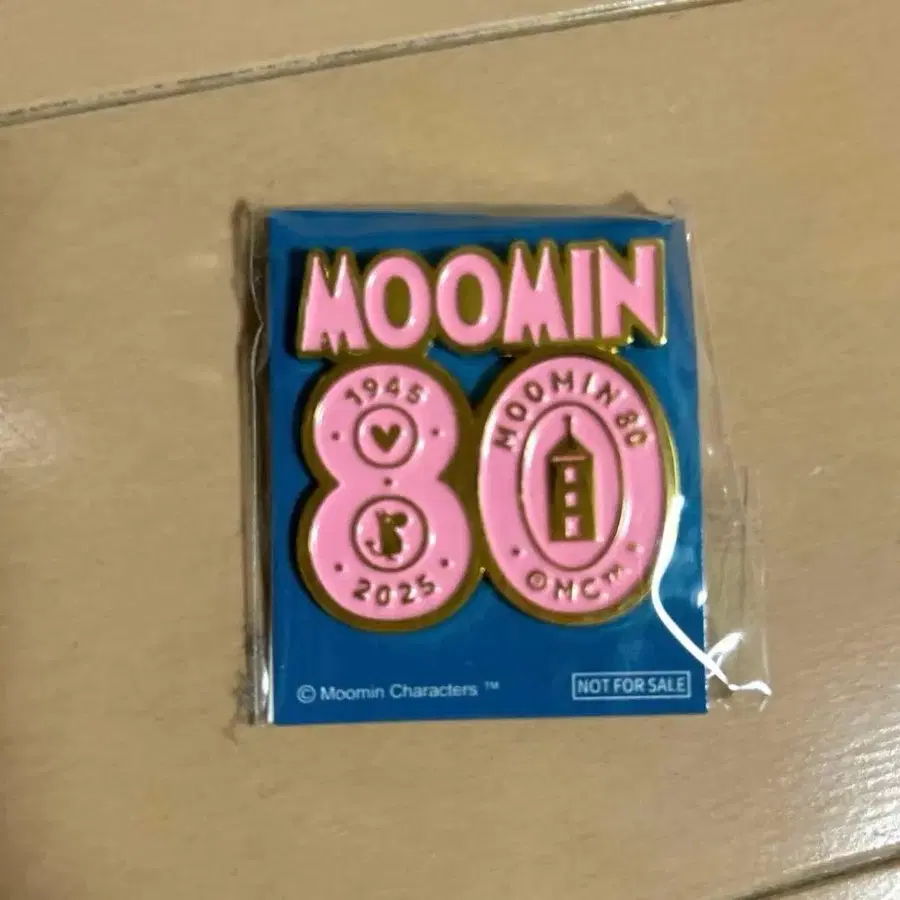 MOOMIN
1945
2025
MOOMIN 80
©MC™
© Moomin Characters ™
NOT FOR SALE